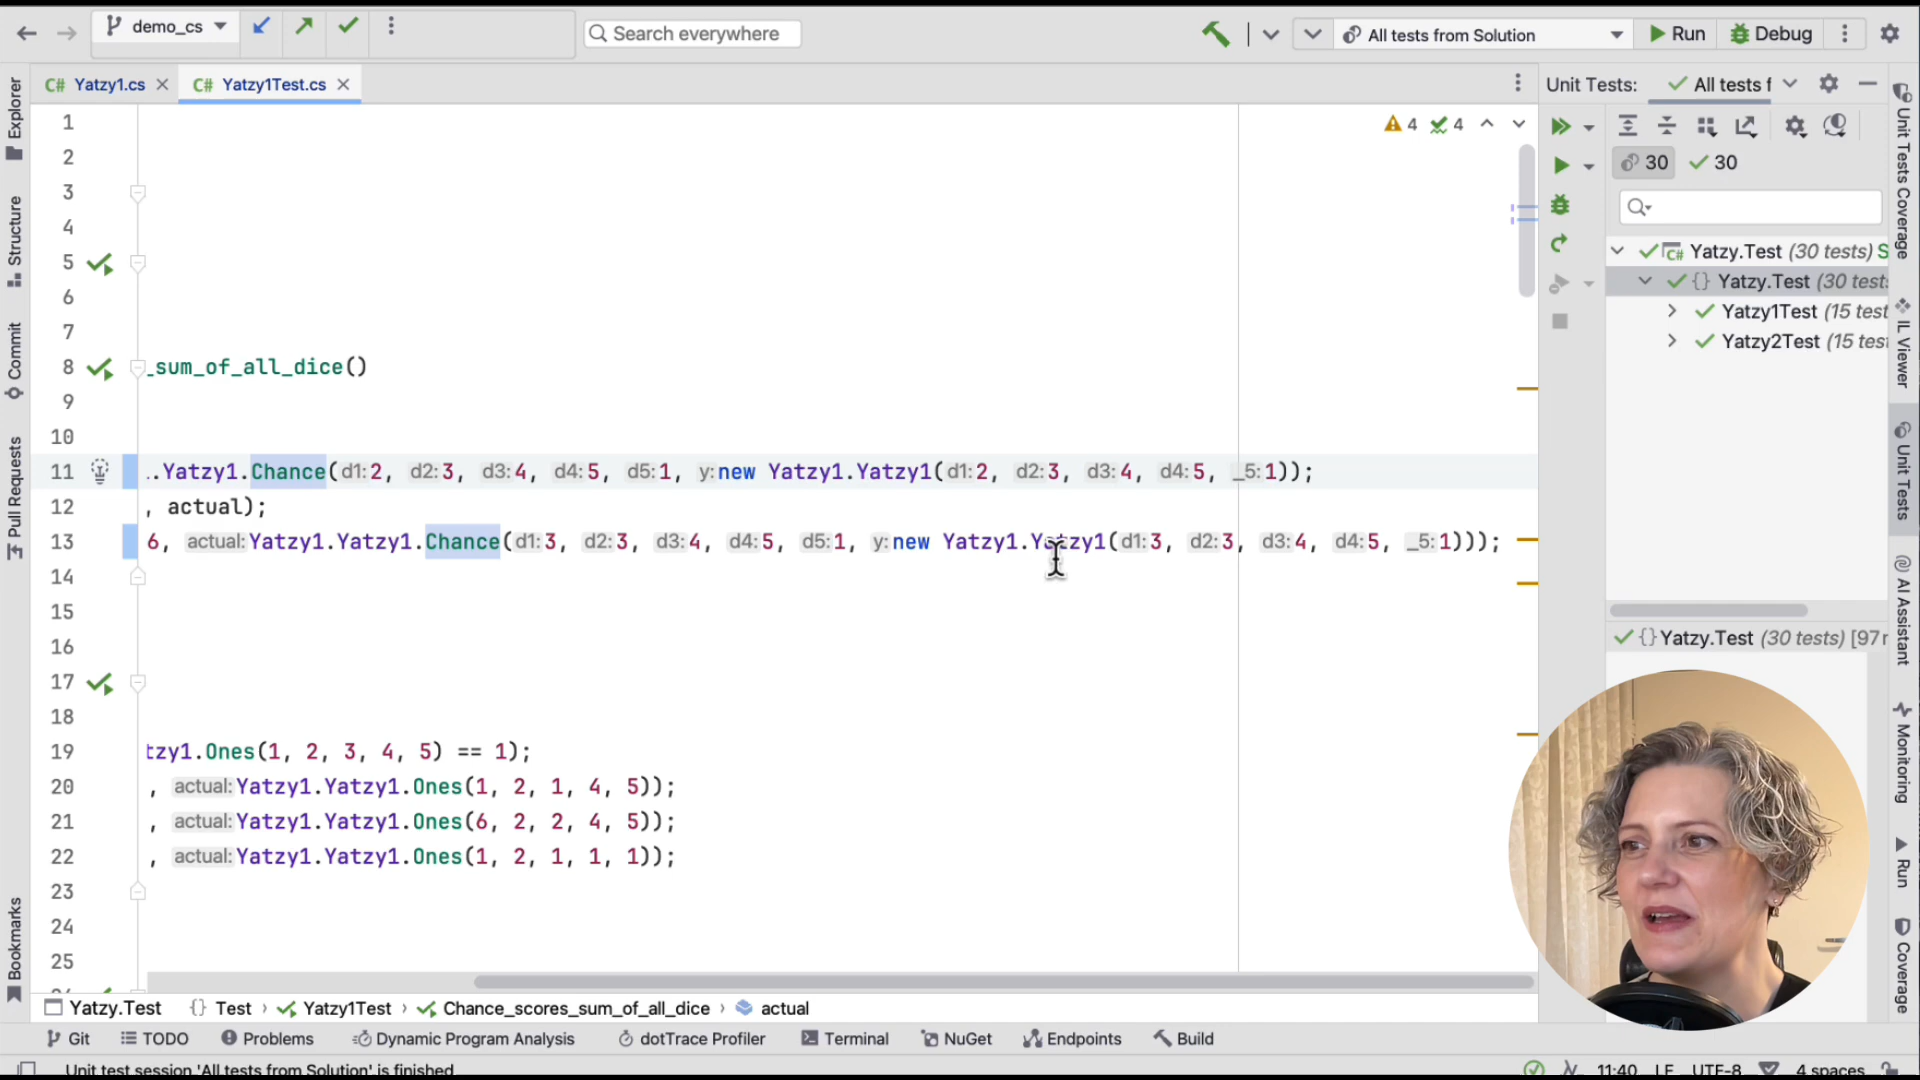 demo_cs
Search everywhere
All tests from Solution
Run
Debug
C# Yatzy1.cs
C# Yatzy1Test.cs
Unit Tests:
All tests f
4
4
30
30
Yatzy.Test (30 tests) S
Yatzy.Test (30 tests
Yatzy1Test (15 test
Yatzy2Test (15 test
{} Yatzy.Test (30 tests) [97
1
2
3
4
5
6
7
8 _sum_of_all_dice()
9
10
11 .Yatzy1.Chance(d1:2, d2:3, d3:4, d4:5, d5:1, y:new Yatzy1.Yatzy1(d1:2, d2:3, d3:4, d4:5, _5:1));
12 , actual);
13 6, actual:Yatzy1.Yatzy1.Chance(d1:3, d2:3, d3:4, d4:5, d5:1, y:new Yatzy1.Yatzy1(d1:3, d2:3, d3:4, d4:5, _5:1)));
14
15
16
17
18
19 tzy1.Ones(1, 2, 3, 4, 5) == 1);
20 , actual:Yatzy1.Yatzy1.Ones(1, 2, 1, 4, 5));
21 , actual:Yatzy1.Yatzy1.Ones(6, 2, 2, 4, 5));
22 , actual:Yatzy1.Yatzy1.Ones(1, 2, 1, 1, 1));
23
24
25
Explorer
Structure
Commit
Pull Requests
Bookmarks
Unit Tests Coverage
IL Viewer
Unit Tests
AI Assistant
Monitoring
Run
Coverage
Yatzy.Test {} Test › Yatzy1Test › Chance_scores_sum_of_all_dice › actual
Git
TODO
Problems
Dynamic Program Analysis
dotTrace Profiler
Terminal
NuGet
Endpoints
Build
Unit test session 'All tests from Solution' is finished
11:40 LF UTF-8 4 spaces